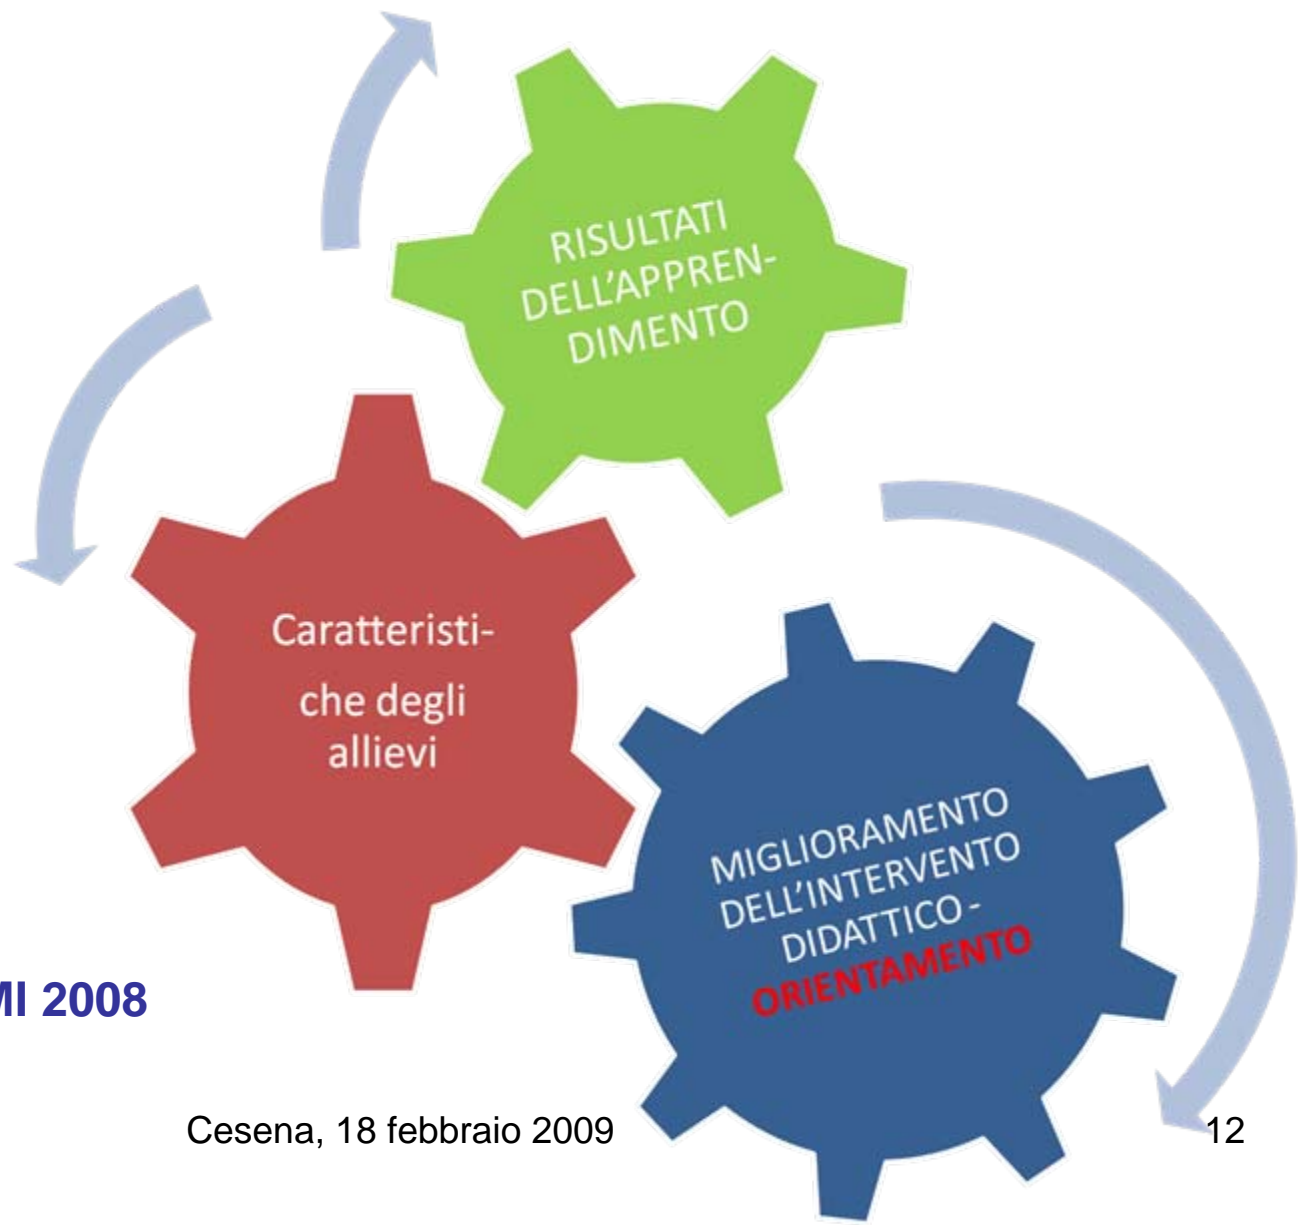 RISULTATI
DELL'APPREN-
DIMENTO
Caratteristi-
che degli
allievi
MIGLIORAMENTO
DELL'INTERVENTO
DIDATTICO -
ORIENTAMENTO
MI 2008
Cesena, 18 febbraio 2009
12